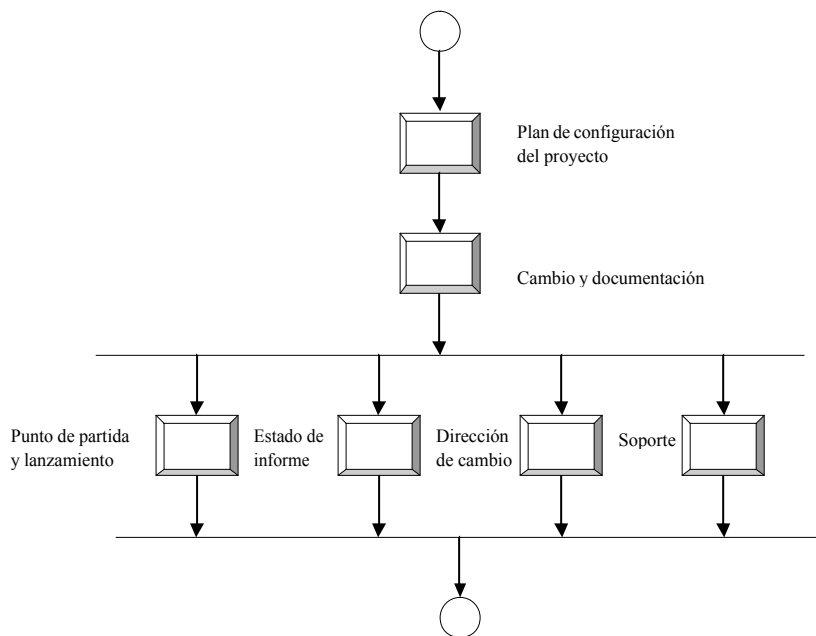 Plan de configuración
del proyecto
Cambio y documentación
Punto de partida
y lanzamiento
Estado de
informe
Dirección
de cambio
Soporte